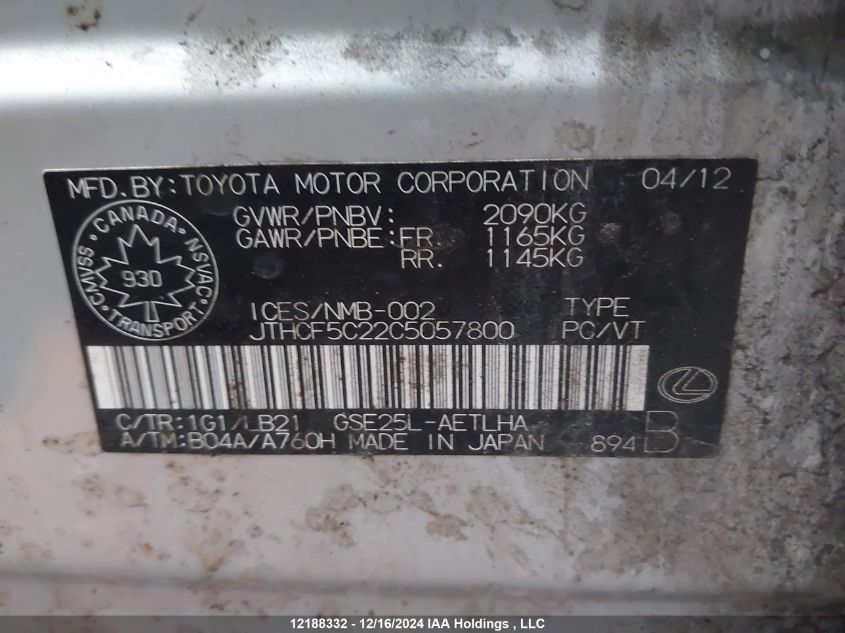 MFD.BY:TOYOTA MOTOR CORPORATION 04/12
GVWR/PNBV: 2090KG
GAWR/PNBE:FR. 1165KG
RR. 1145KG
CANADA
CMVSS
NSVAC
930
TRANSPORT
ICES/NMB-002 TYPE
JTHCF5C22C5057800 PC/VT
C/TR:1G1/LB21 GSE25L-AETLHA
A/TM:B04A/A760H MADE IN JAPAN 894 B
12188332 - 12/16/2024 IAA Holdings , LLC